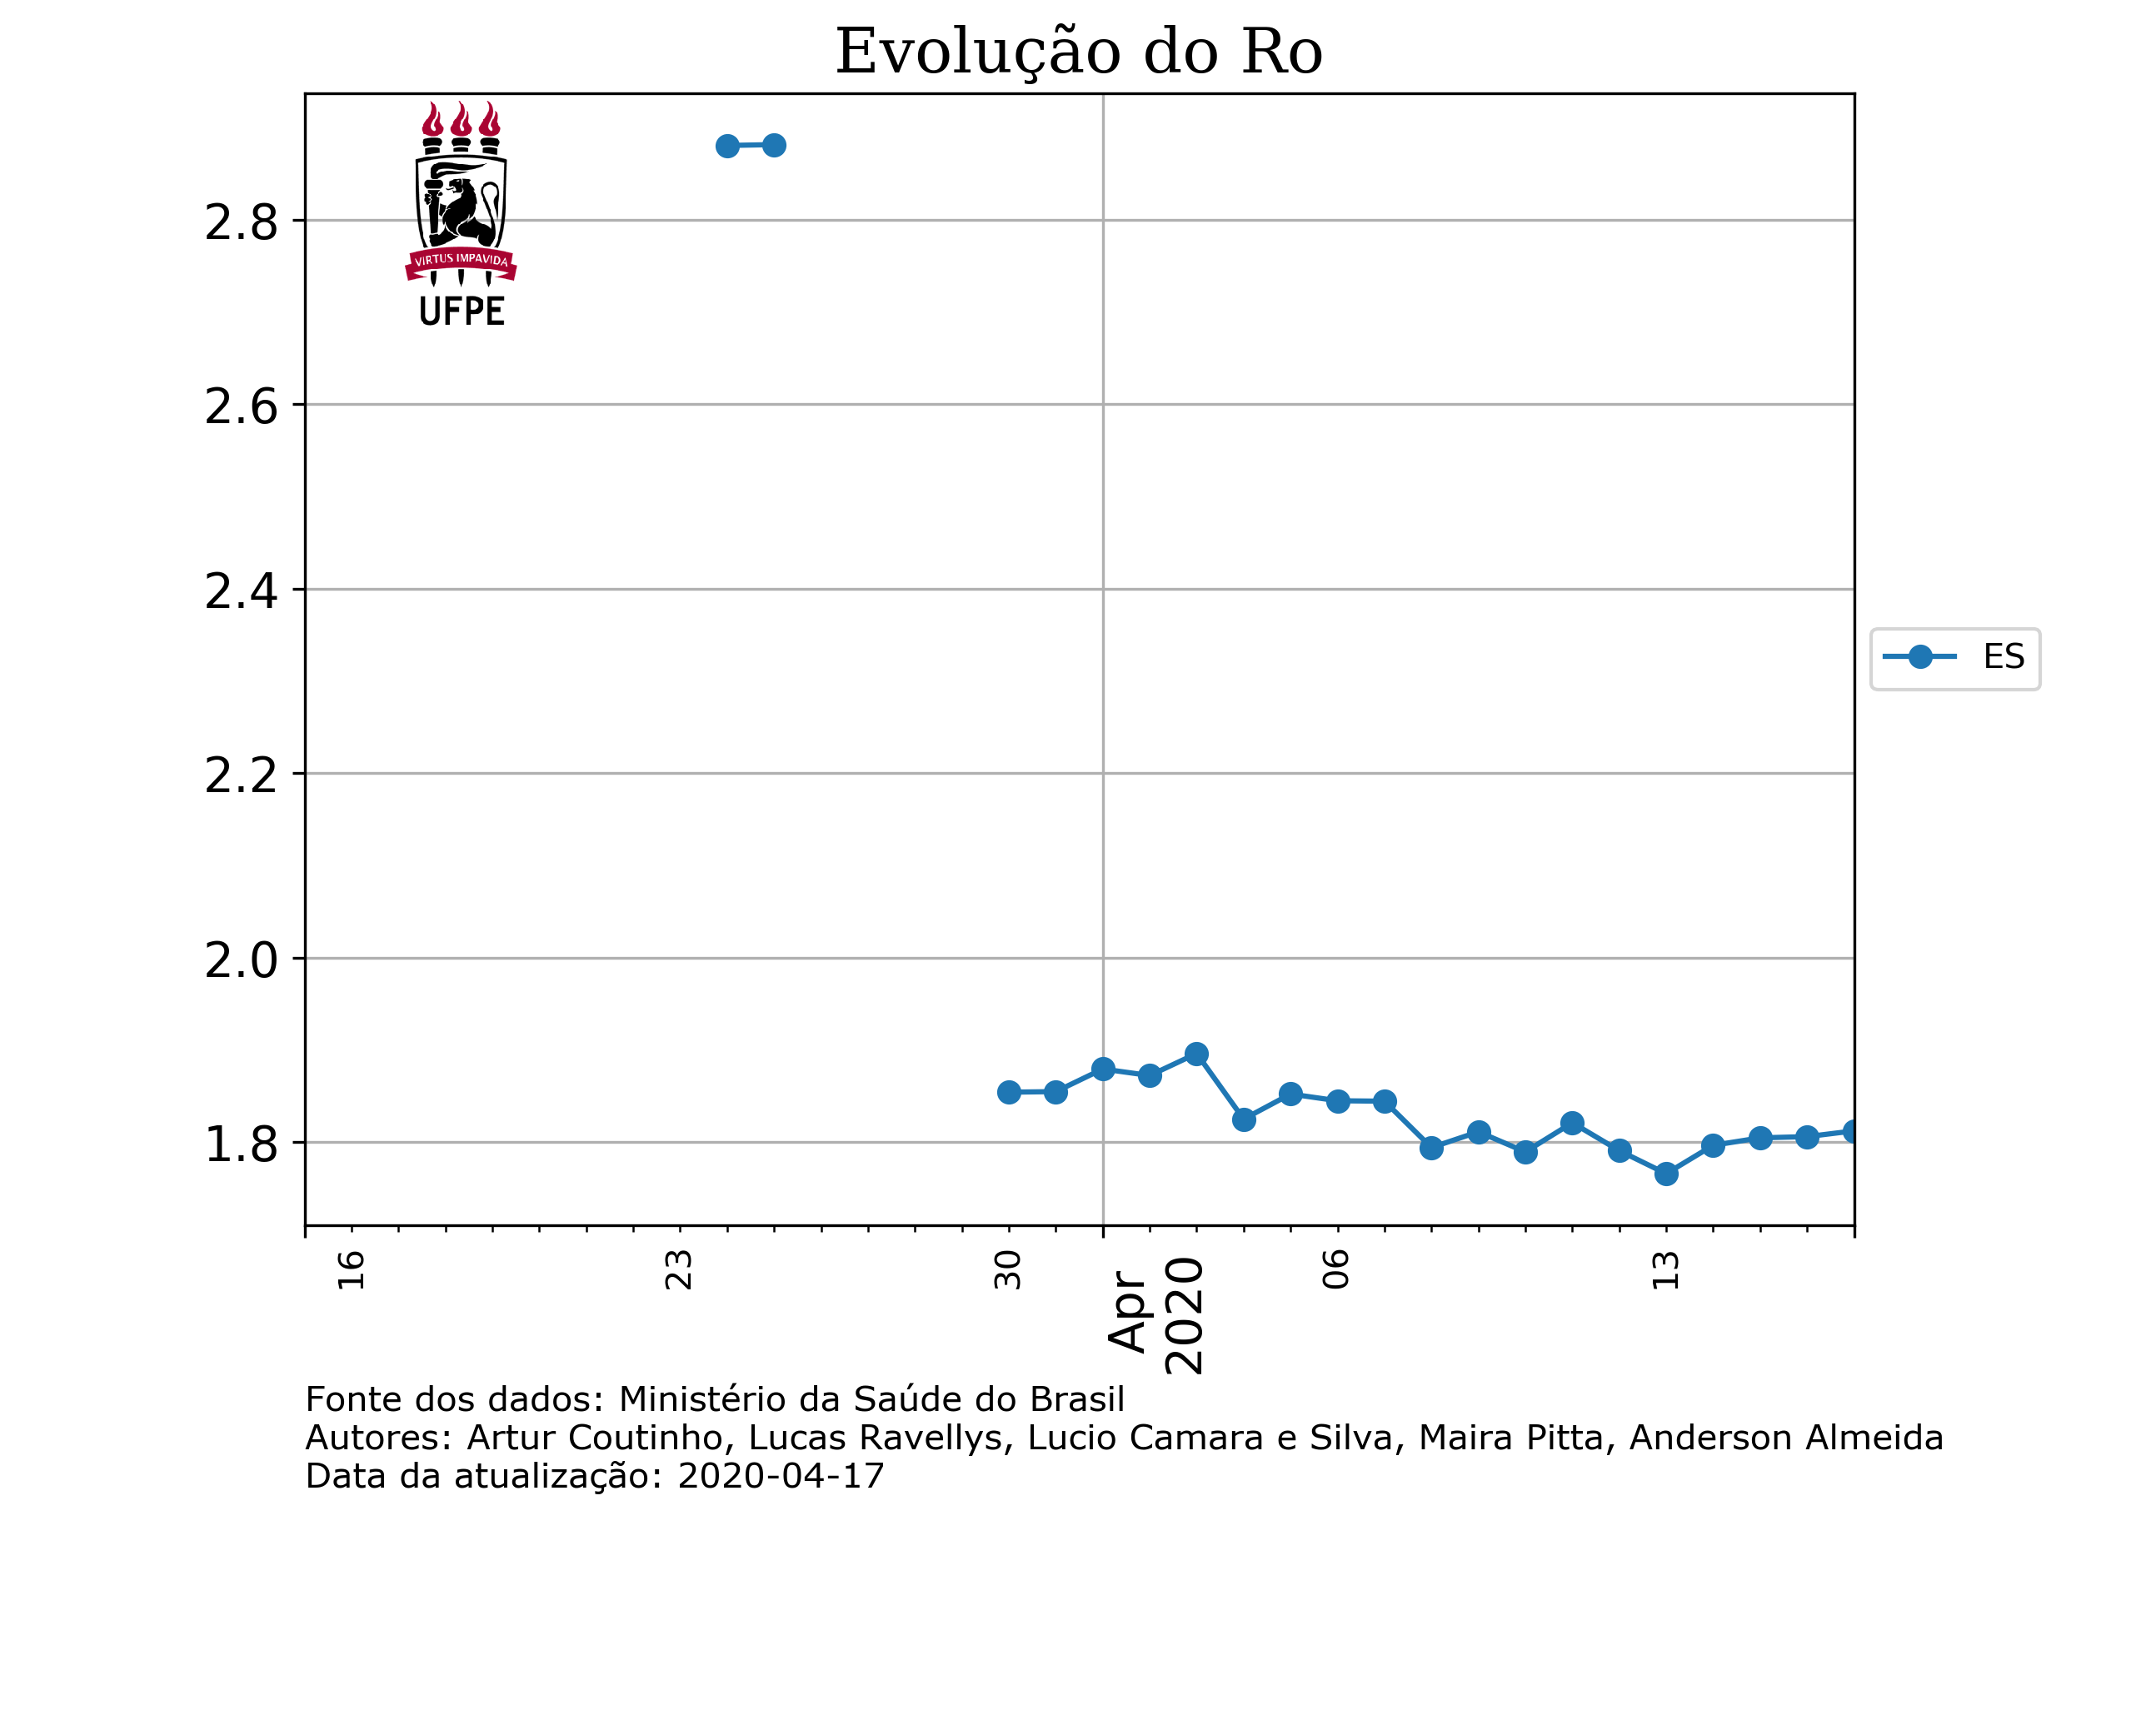 Evolução do Ro
VIRTUS IMPAVIDA
UFPE
2.8
2.6
2.4
2.2
2.0
1.8
ES
16
23
30
Apr
2020
06
13
Fonte dos dados: Ministério da Saúde do Brasil
Autores: Artur Coutinho, Lucas Ravellys, Lucio Camara e Silva, Maira Pitta, Anderson Almeida
Data da atualização: 2020-04-17